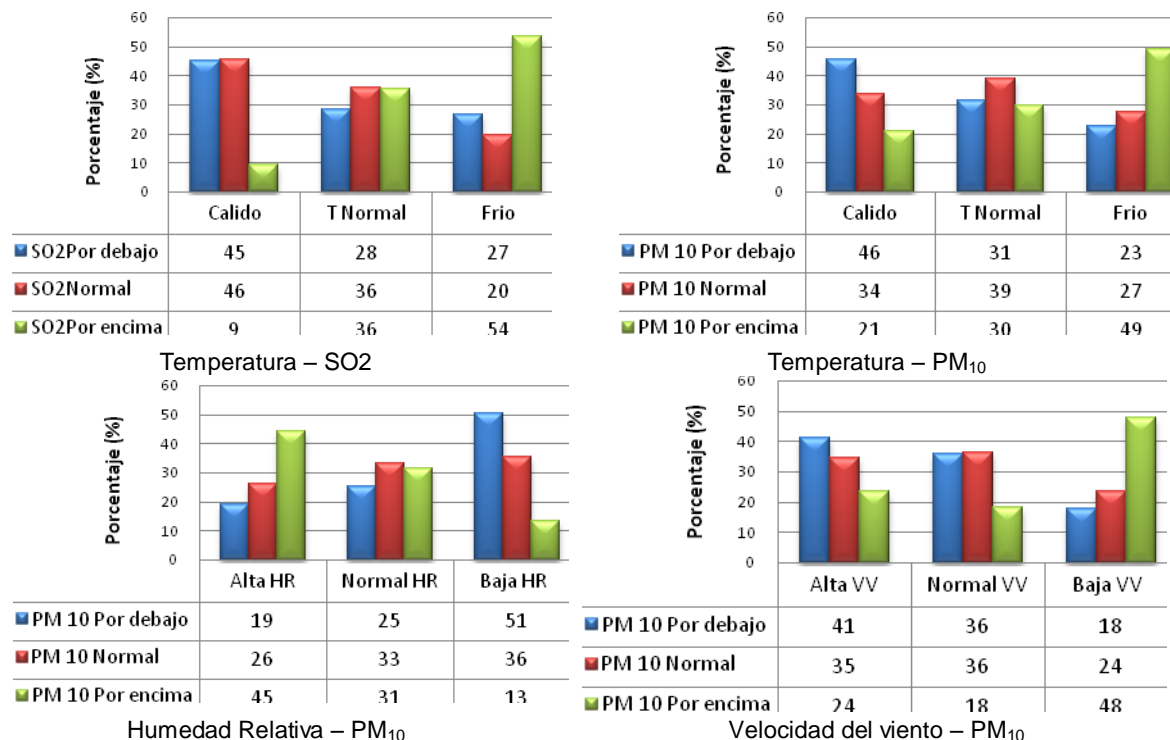 Porcentaje (%)
60
50
40
30
20
10
0
Calido T Normal Frio
SO2Por debajo 45 28 27
SO2Normal 46 36 20
SO2Por encima 9 36 54
Temperatura – SO2
Porcentaje (%)
60
50
40
30
20
10
0
Calido T Normal Frio
PM 10 Por debajo 46 31 23
PM 10 Normal 34 39 27
PM 10 Por encima 21 30 49
Temperatura – PM₁₀
Porcentaje (%)
60
50
40
30
20
10
0
Alta HR Normal HR Baja HR
PM 10 Por debajo 19 25 51
PM 10 Normal 26 33 36
PM 10 Por encima 45 31 13
Humedad Relativa – PM₁₀
Porcentaje (%)
60
50
40
30
20
10
0
Alta VV Normal VV Baja VV
PM 10 Por debajo 41 36 18
PM 10 Normal 35 36 24
PM 10 Por encima 24 18 48
Velocidad del viento – PM₁₀